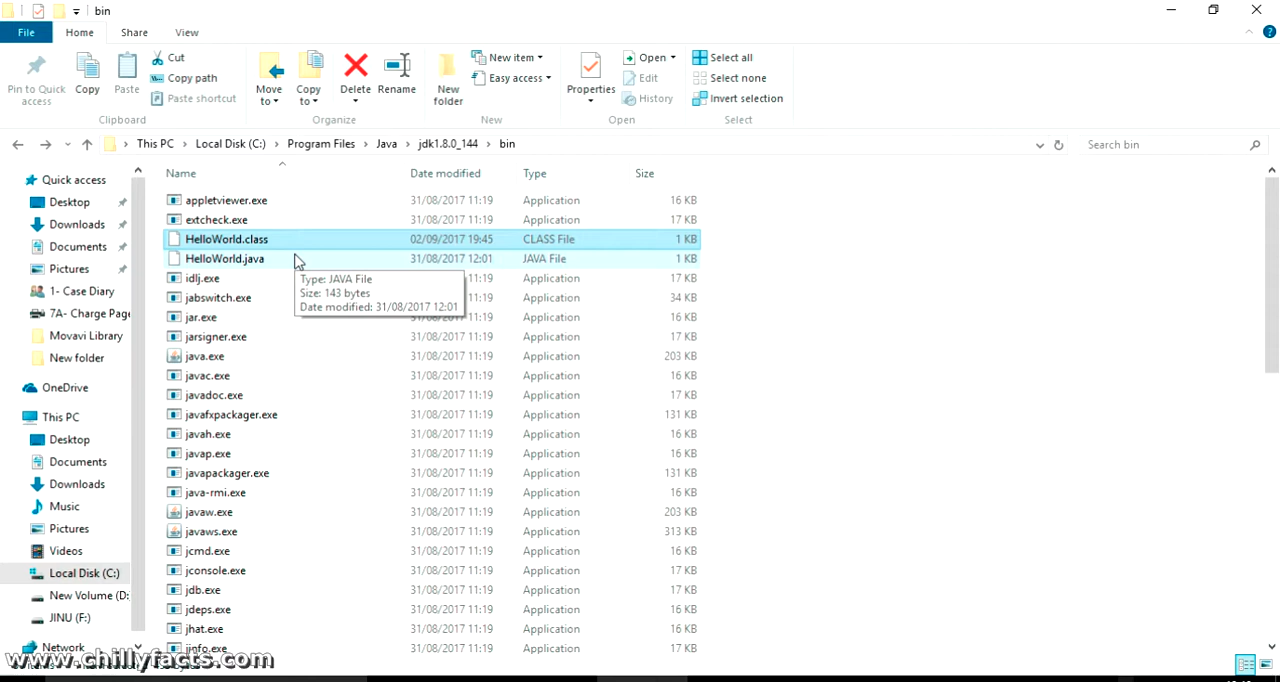 bin
File Home Share View
Pin to Quick access
Copy
Paste
Cut
Copy path
Paste shortcut
Clipboard
Move to
Copy to
Delete
Rename
Organize
New folder
New item
Easy access
New
Properties
Open
Edit
History
Open
Select all
Select none
Invert selection
Select
This PC > Local Disk (C:) > Program Files > Java > jdk1.8.0_144 > bin
Search bin
Quick access
Desktop
Downloads
Documents
Pictures
1- Case Diary
7A- Charge Page
Movavi Library
New folder
OneDrive
This PC
Desktop
Documents
Downloads
Music
Pictures
Videos
Local Disk (C:)
New Volume (D:
JINU (F:)
Network
Name Date modified Type Size
appletviewer.exe 31/08/2017 11:19 Application 16 KB
extcheck.exe 31/08/2017 11:19 Application 17 KB
HelloWorld.class 02/09/2017 19:45 CLASS File 1 KB
HelloWorld.java 31/08/2017 12:01 JAVA File 1 KB
idlj.exe 11:19 Application 17 KB
jabswitch.exe 11:19 Application 34 KB
jar.exe 31/08/2017 11:19 Application 16 KB
jarsigner.exe 31/08/2017 11:19 Application 17 KB
java.exe 31/08/2017 11:19 Application 203 KB
javac.exe 31/08/2017 11:19 Application 16 KB
javadoc.exe 31/08/2017 11:19 Application 17 KB
javafxpackager.exe 31/08/2017 11:19 Application 131 KB
javah.exe 31/08/2017 11:19 Application 16 KB
javap.exe 31/08/2017 11:19 Application 16 KB
javapackager.exe 31/08/2017 11:19 Application 131 KB
java-rmi.exe 31/08/2017 11:19 Application 16 KB
javaw.exe 31/08/2017 11:19 Application 203 KB
javaws.exe 31/08/2017 11:19 Application 313 KB
jcmd.exe 31/08/2017 11:19 Application 16 KB
jconsole.exe 31/08/2017 11:19 Application 17 KB
jdb.exe 31/08/2017 11:19 Application 17 KB
jdeps.exe 31/08/2017 11:19 Application 16 KB
jhat.exe 31/08/2017 11:19 Application 16 KB
jinfo.exe 31/08/2017 11:19 Application 16 KB
Type: JAVA File
Size: 143 bytes
Date modified: 31/08/2017 12:01
www.chillyfacts.com